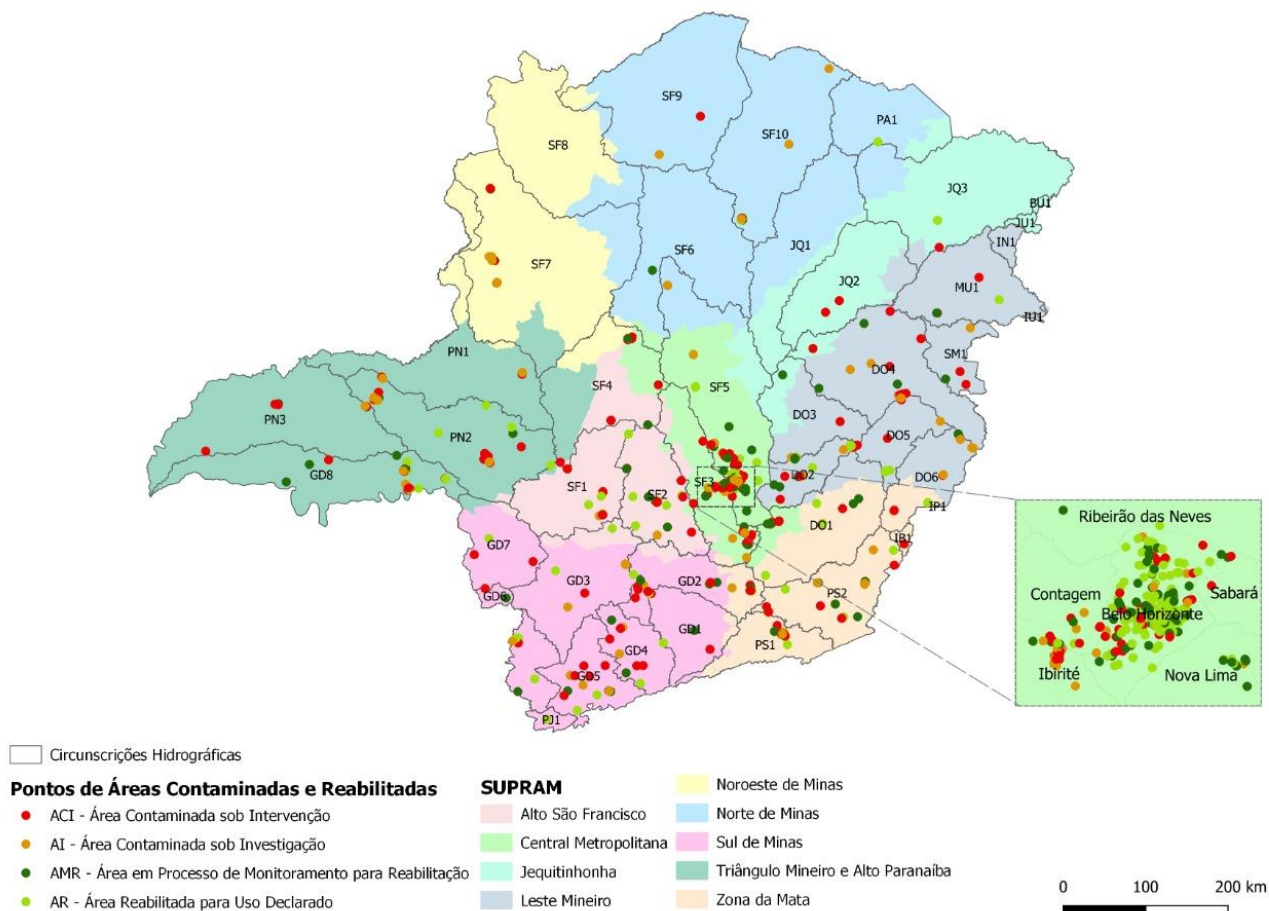 SF9
SF10
PA1
SF8
JQ3
BU1
JU1
IN1
SF7
SF6
JQ1
JQ2
MU1
IU1
PN1
SF4
SF5
DO4
SM1
PN3
PN2
DO3
DO5
GD8
SF1
SF2
SF3
DO2
DO6
IP1
DO1
IB1
GD7
GD3
GD2
PS2
GD6
GD1
GD4
PS1
GD5
PJ1
Ribeirão das Neves
Contagem
Sabará
Belo Horizonte
Ibirité
Nova Lima
Circunscrições Hidrográficas
Pontos de Áreas Contaminadas e Reabilitadas
ACI - Área Contaminada sob Intervenção
AI - Área Contaminada sob Investigação
AMR - Área em Processo de Monitoramento para Reabilitação
AR - Área Reabilitada para Uso Declarado
SUPRAM
Alto São Francisco
Central Metropolitana
Jequitinhonha
Leste Mineiro
Noroeste de Minas
Norte de Minas
Sul de Minas
Triângulo Mineiro e Alto Paranaíba
Zona da Mata
0 100 200 km